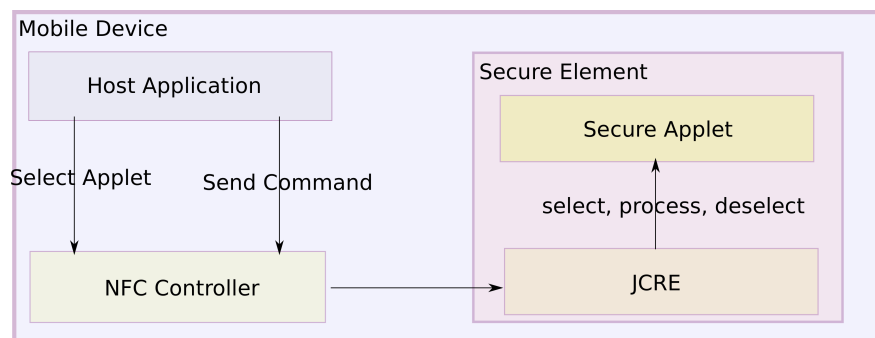 Mobile Device
Host Application
Secure Element
Secure Applet
Select Applet
Send Command
select, process, deselect
NFC Controller
JCRE